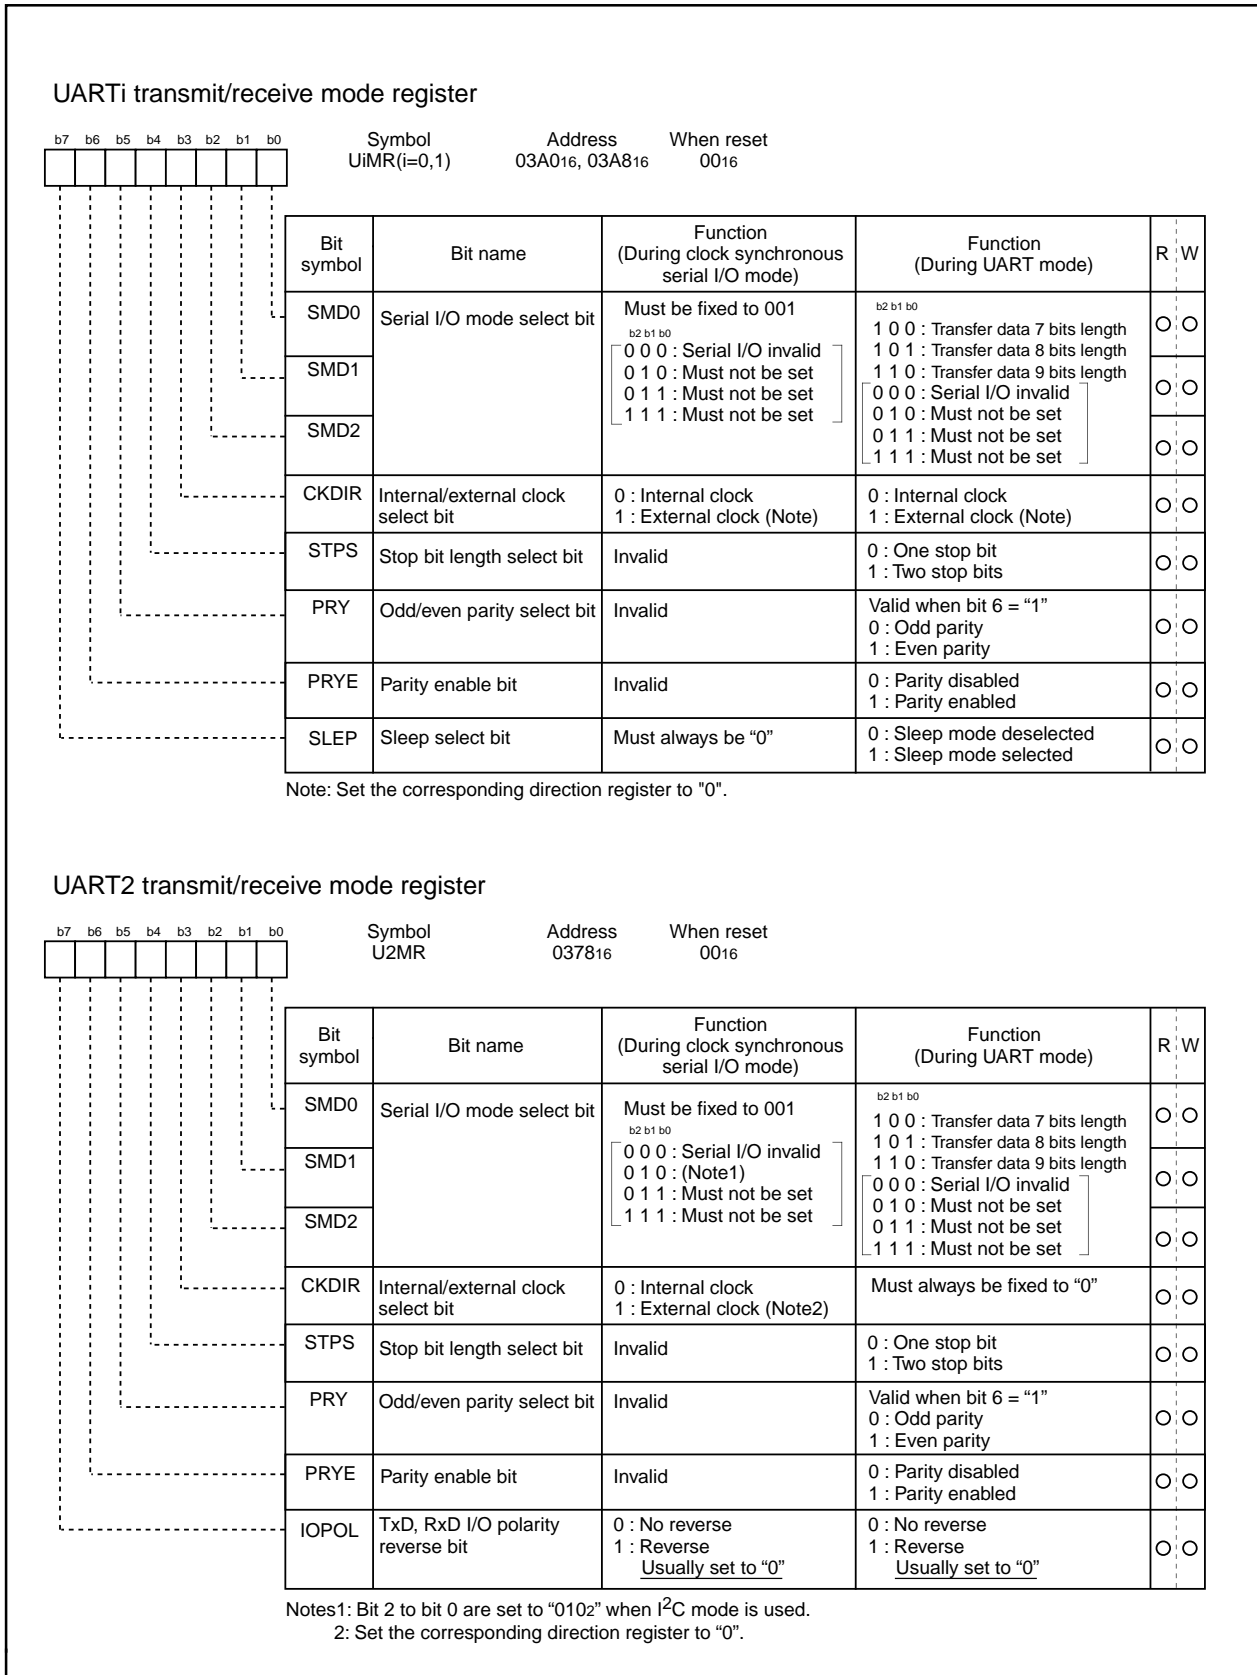 UARTi transmit/receive mode register
b7 b6 b5 b4 b3 b2 b1 b0
Symbol Address When reset
UiMR(i=0,1) 03A016, 03A816 0016
Bit symbol Bit name Function (During clock synchronous serial I/O mode) Function (During UART mode) R W
SMD0 Serial I/O mode select bit Must be fixed to 001
b2 b1 b0
0 0 0 : Serial I/O invalid
0 1 0 : Must not be set
0 1 1 : Must not be set
1 1 1 : Must not be set
b2 b1 b0
1 0 0 : Transfer data 7 bits length
1 0 1 : Transfer data 8 bits length
1 1 0 : Transfer data 9 bits length
0 0 0 : Serial I/O invalid
0 1 0 : Must not be set
0 1 1 : Must not be set
1 1 1 : Must not be set
SMD1
SMD2
CKDIR Internal/external clock select bit
0 : Internal clock
1 : External clock (Note)
0 : Internal clock
1 : External clock (Note)
STPS Stop bit length select bit Invalid
0 : One stop bit
1 : Two stop bits
PRY Odd/even parity select bit Invalid
Valid when bit 6 = “1”
0 : Odd parity
1 : Even parity
PRYE Parity enable bit Invalid
0 : Parity disabled
1 : Parity enabled
SLEP Sleep select bit Must always be “0”
0 : Sleep mode deselected
1 : Sleep mode selected
Note: Set the corresponding direction register to "0".
UART2 transmit/receive mode register
b7 b6 b5 b4 b3 b2 b1 b0
Symbol Address When reset
U2MR 037816 0016
Bit symbol Bit name Function (During clock synchronous serial I/O mode) Function (During UART mode) R W
SMD0 Serial I/O mode select bit Must be fixed to 001
b2 b1 b0
0 0 0 : Serial I/O invalid
0 1 0 : (Note1)
0 1 1 : Must not be set
1 1 1 : Must not be set
b2 b1 b0
1 0 0 : Transfer data 7 bits length
1 0 1 : Transfer data 8 bits length
1 1 0 : Transfer data 9 bits length
0 0 0 : Serial I/O invalid
0 1 0 : Must not be set
0 1 1 : Must not be set
1 1 1 : Must not be set
SMD1
SMD2
CKDIR Internal/external clock select bit
0 : Internal clock
1 : External clock (Note2)
Must always be fixed to “0”
STPS Stop bit length select bit Invalid
0 : One stop bit
1 : Two stop bits
PRY Odd/even parity select bit Invalid
Valid when bit 6 = “1”
0 : Odd parity
1 : Even parity
PRYE Parity enable bit Invalid
0 : Parity disabled
1 : Parity enabled
IOPOL TxD, RxD I/O polarity reverse bit
0 : No reverse
1 : Reverse
Usually set to “0”
0 : No reverse
1 : Reverse
Usually set to “0”
Notes1: Bit 2 to bit 0 are set to “0102” when I2C mode is used.
2: Set the corresponding direction register to “0”.